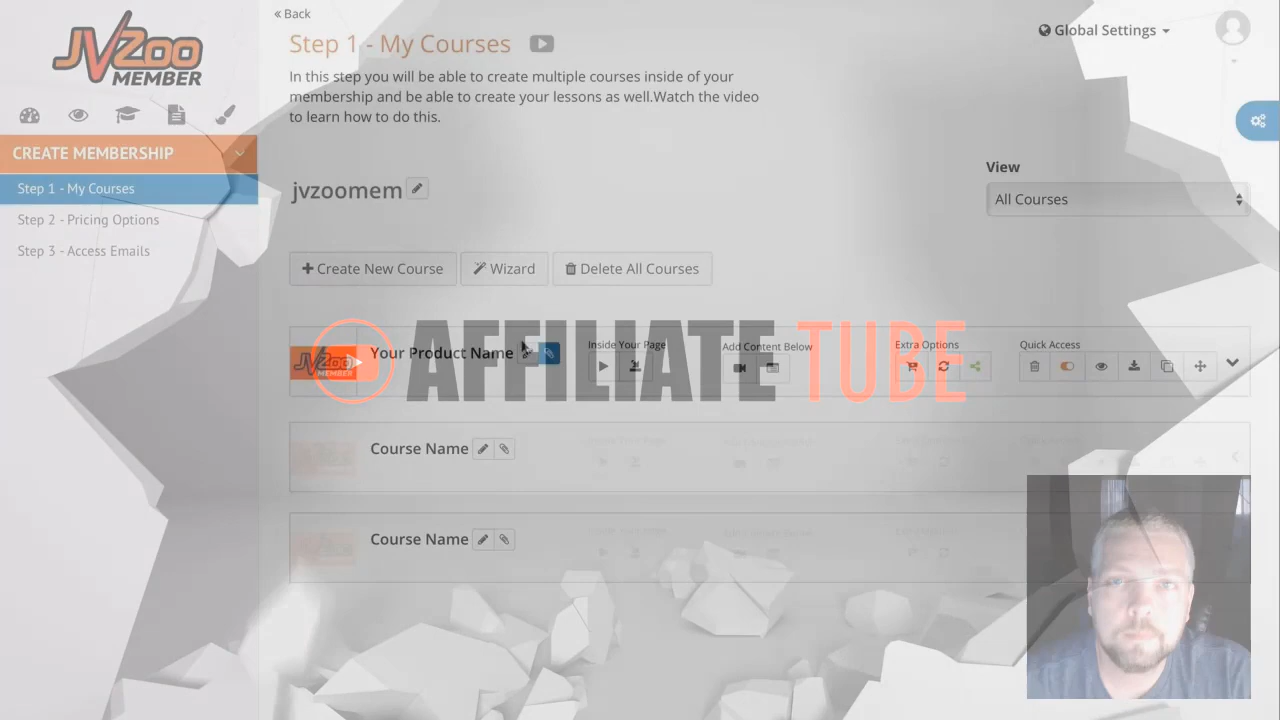 « Back
Step 1 - My Courses
Global Settings
In this step you will be able to create multiple courses inside of your
membership and be able to create your lessons as well.Watch the video
to learn how to do this.
JVZoo
MEMBER
CREATE MEMBERSHIP
Step 1 - My Courses
Step 2 - Pricing Options
Step 3 - Access Emails
View
All Courses
jvzoomem
Create New Course
Wizard
Delete All Courses
JVZoo
MEMBER
Your Product Name
Inside Your Page
Add Content Below
Extra Options
Quick Access
AFFILIATE TUBE
Course Name
Course Name